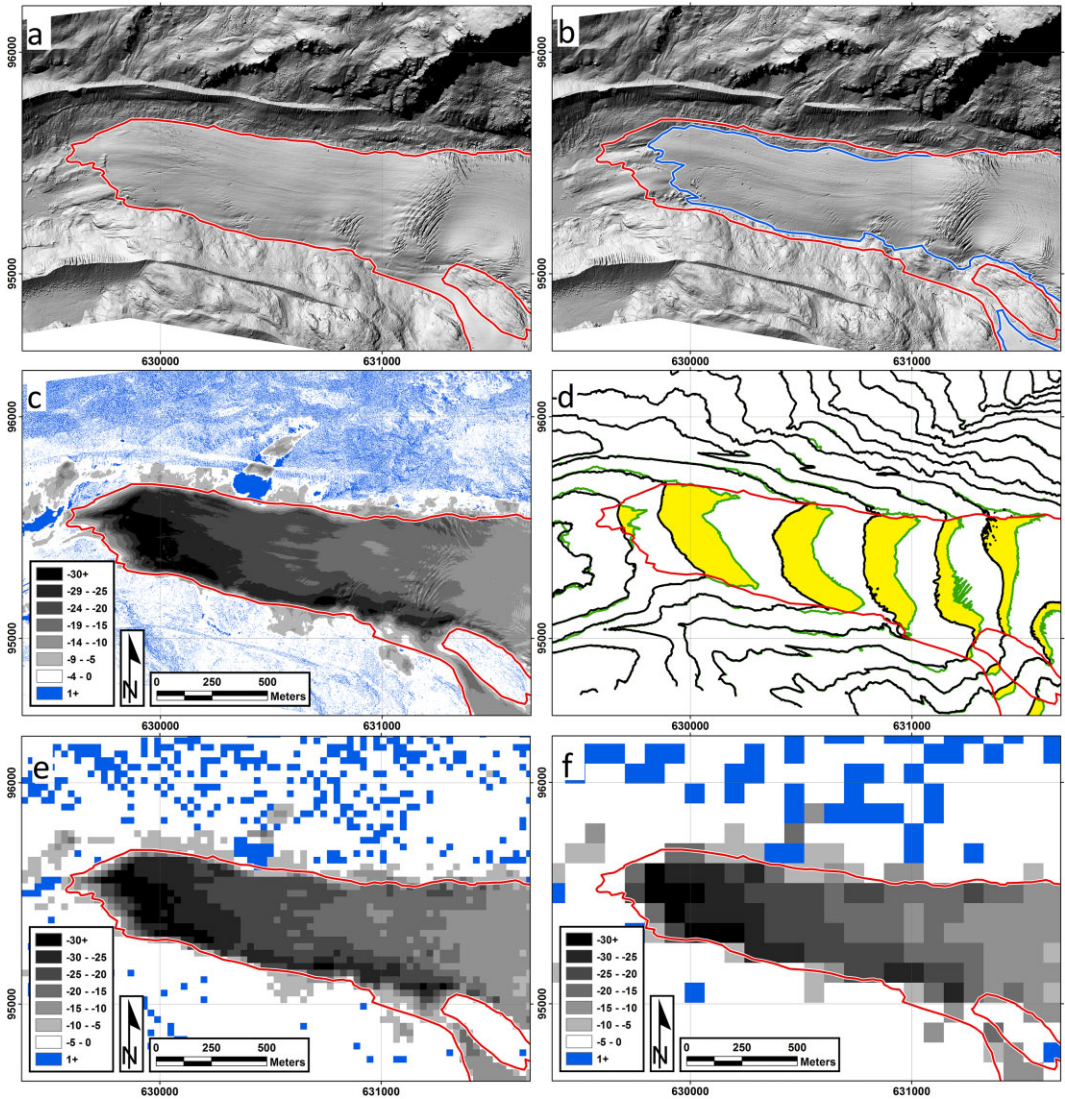 a
96000
95000
630000
631000
b
96000
95000
630000
631000
c
96000
95000
-30+
-29 - -25
-24 - -20
-19 - -15
-14 - -10
-9 - -5
-4 - 0
1+
N
0 250 500
Meters
630000
631000
d
96000
95000
630000
631000
e
96000
95000
-30+
-30 - -25
-25 - -20
-20 - -15
-15 - -10
-10 - -5
-5 - 0
1+
N
0 250 500
Meters
630000
631000
f
96000
95000
-30+
-30 - -25
-25 - -20
-20 - -15
-15 - -10
-10 - -5
-5 - 0
1+
N
0 250 500
Meters
630000
631000